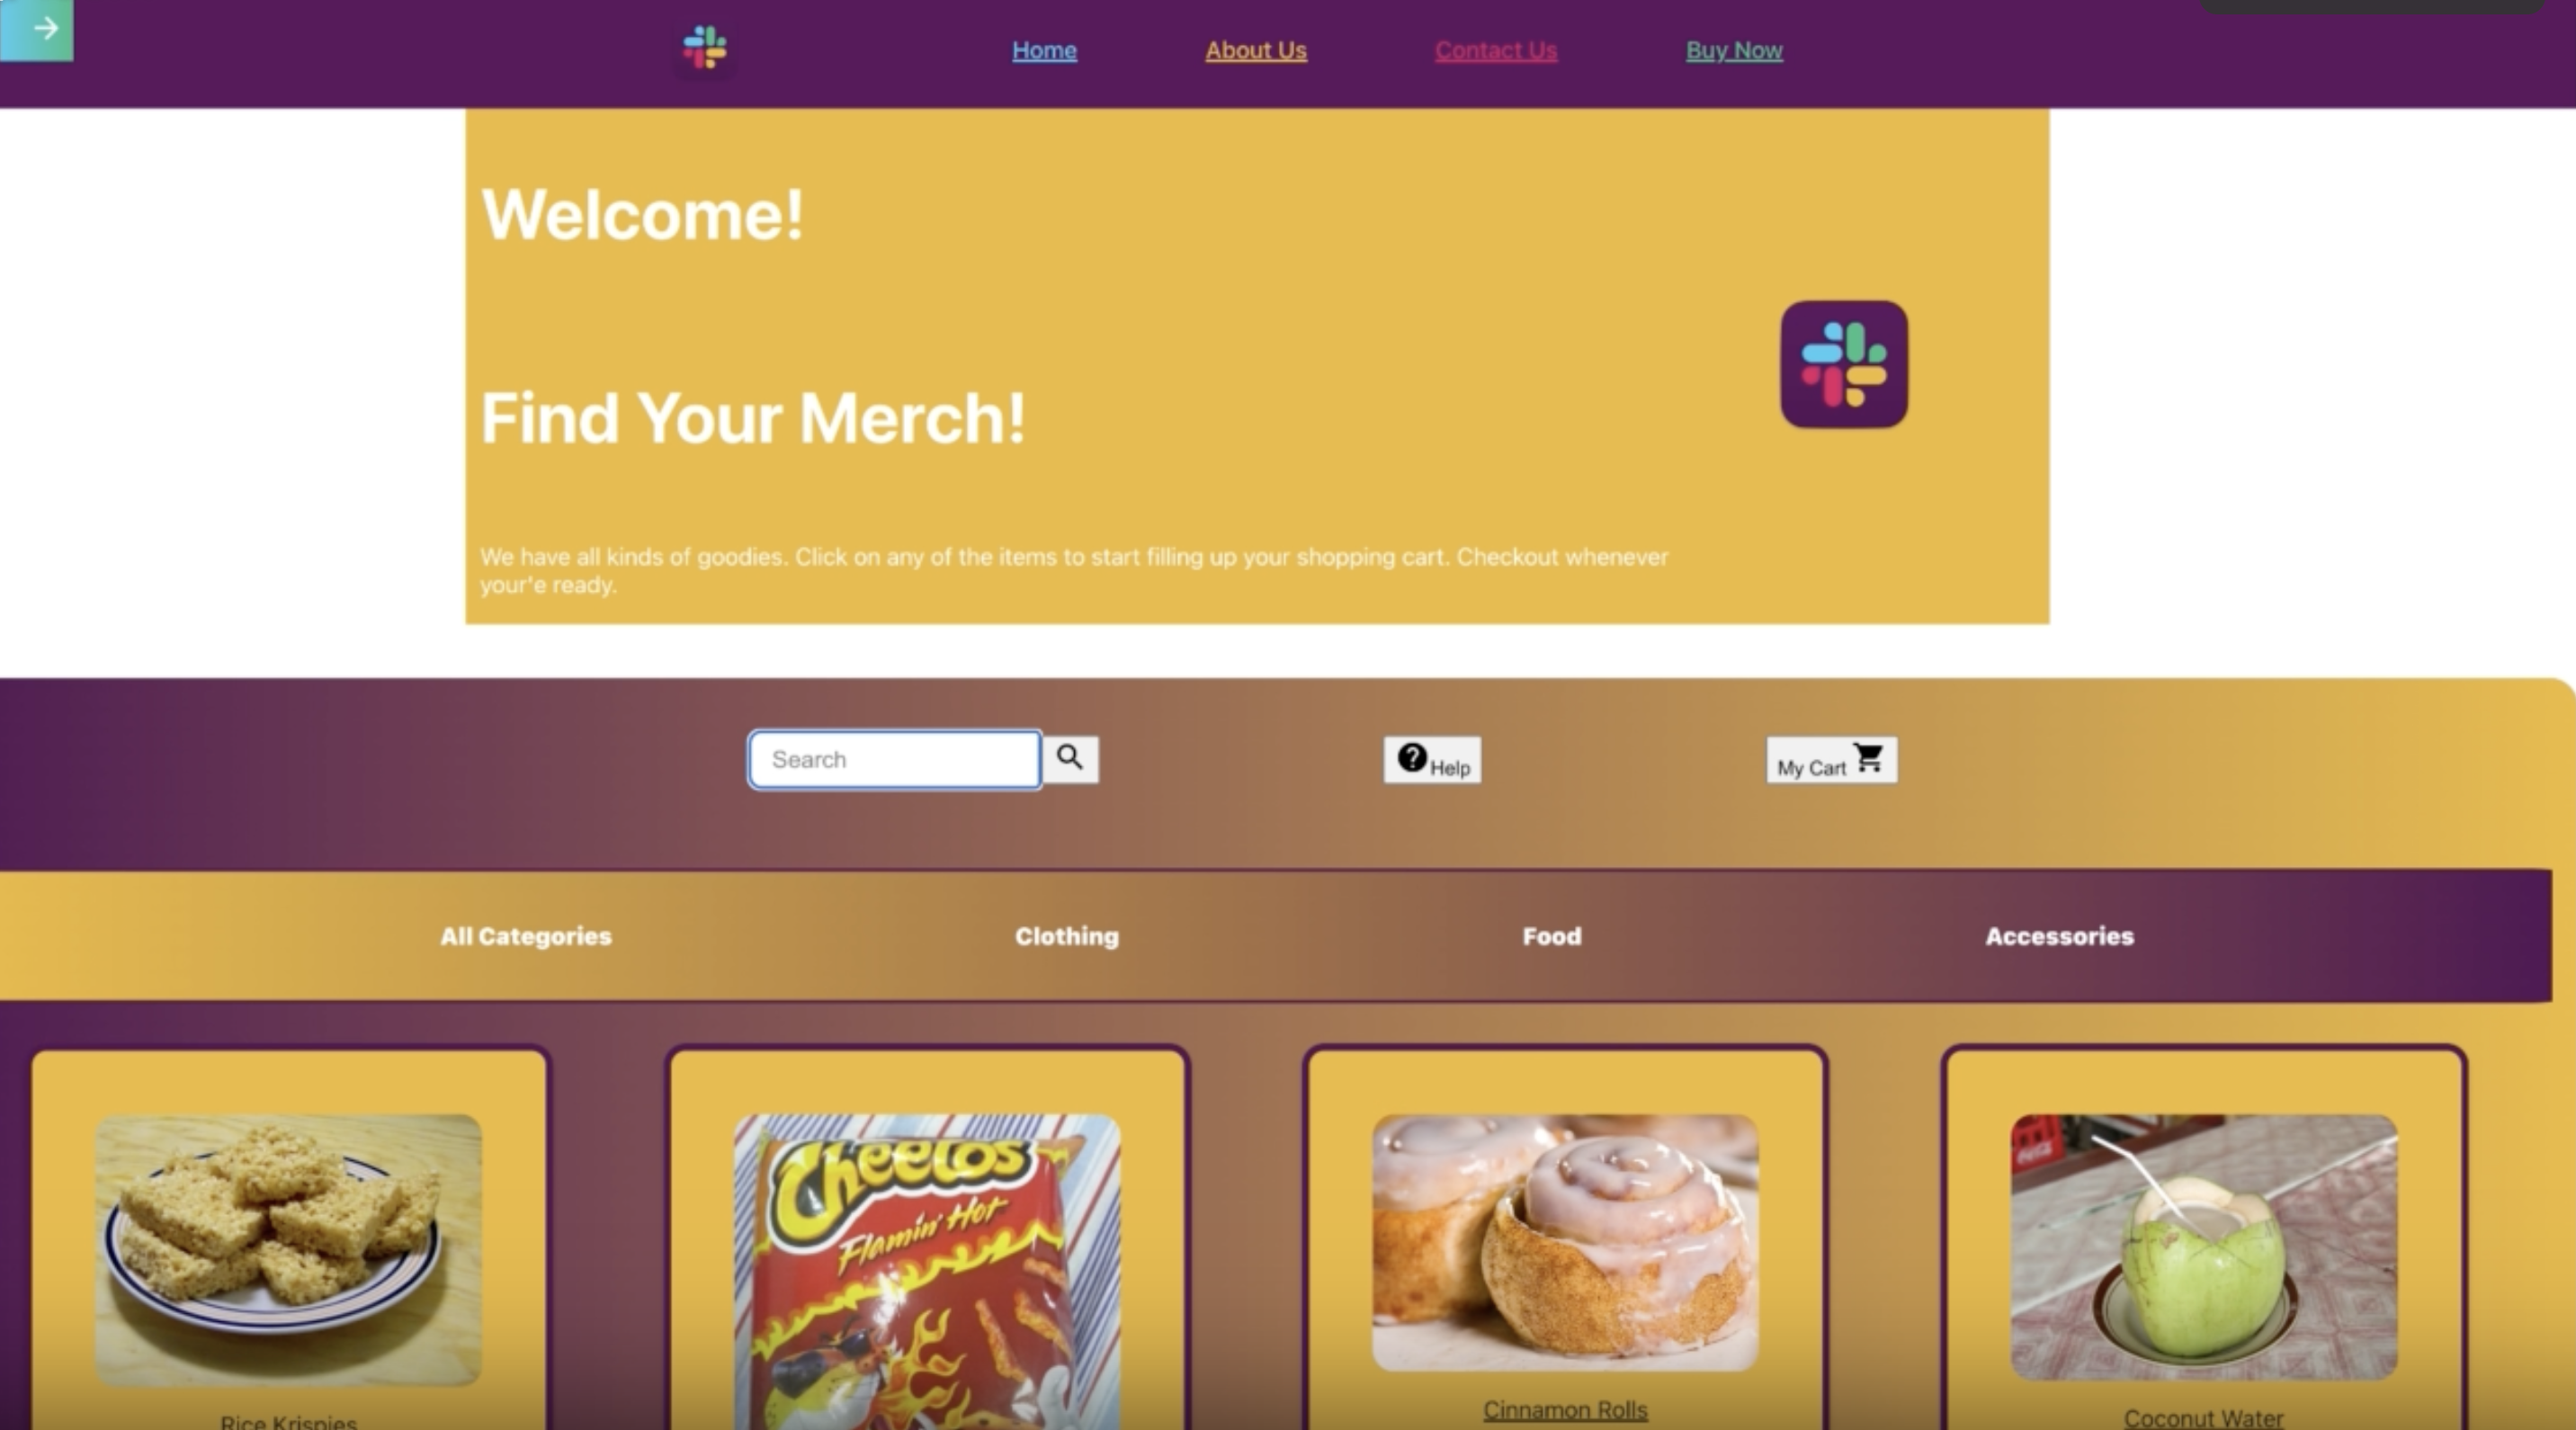 Home About Us Contact Us Buy Now
Welcome!
Find Your Merch!
We have all kinds of goodies. Click on any of the items to start filling up your shopping cart. Checkout whenever
your'e ready.
Search
Help
My Cart
All Categories Clothing Food Accessories
Cheetos
Flamin' Hot
Rice Krispies
Cinnamon Rolls
Coconut Water